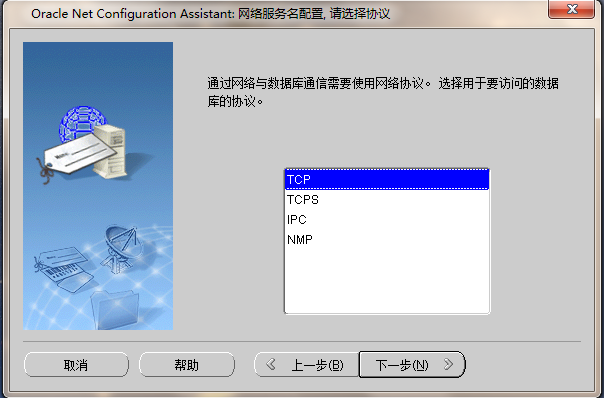 Oracle Net Configuration Assistant: 网络服务名配置, 请选择协议
通过网络与数据库通信需要使用网络协议。选择用于要访问的数据
库的协议。
TCP
TCPS
IPC
NMP
取消
帮助
上一步(B)
下一步(N)